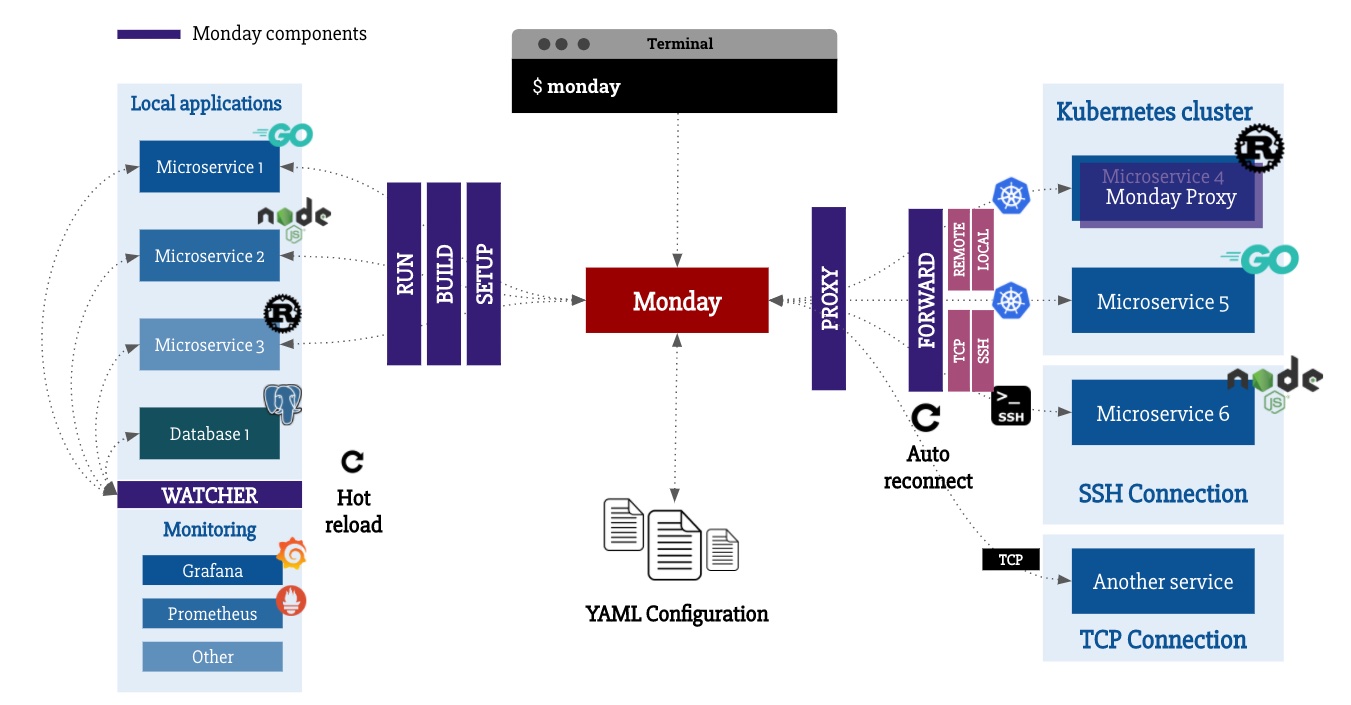 Monday components
Terminal
$ monday
Local applications
GO
Microservice 1
node
JS
Microservice 2
R
Microservice 3
Database 1
WATCHER
Monitoring
Grafana
Prometheus
Other
Hot
reload
RUN
BUILD
SETUP
Monday
YAML Configuration
PROXY
FORWARD
REMOTE
LOCAL
TCP
SSH
Auto
reconnect
>_
SSH
TCP
Kubernetes cluster
R
Microservice 4
Monday Proxy
GO
Microservice 5
node
JS
Microservice 6
SSH Connection
Another service
TCP Connection